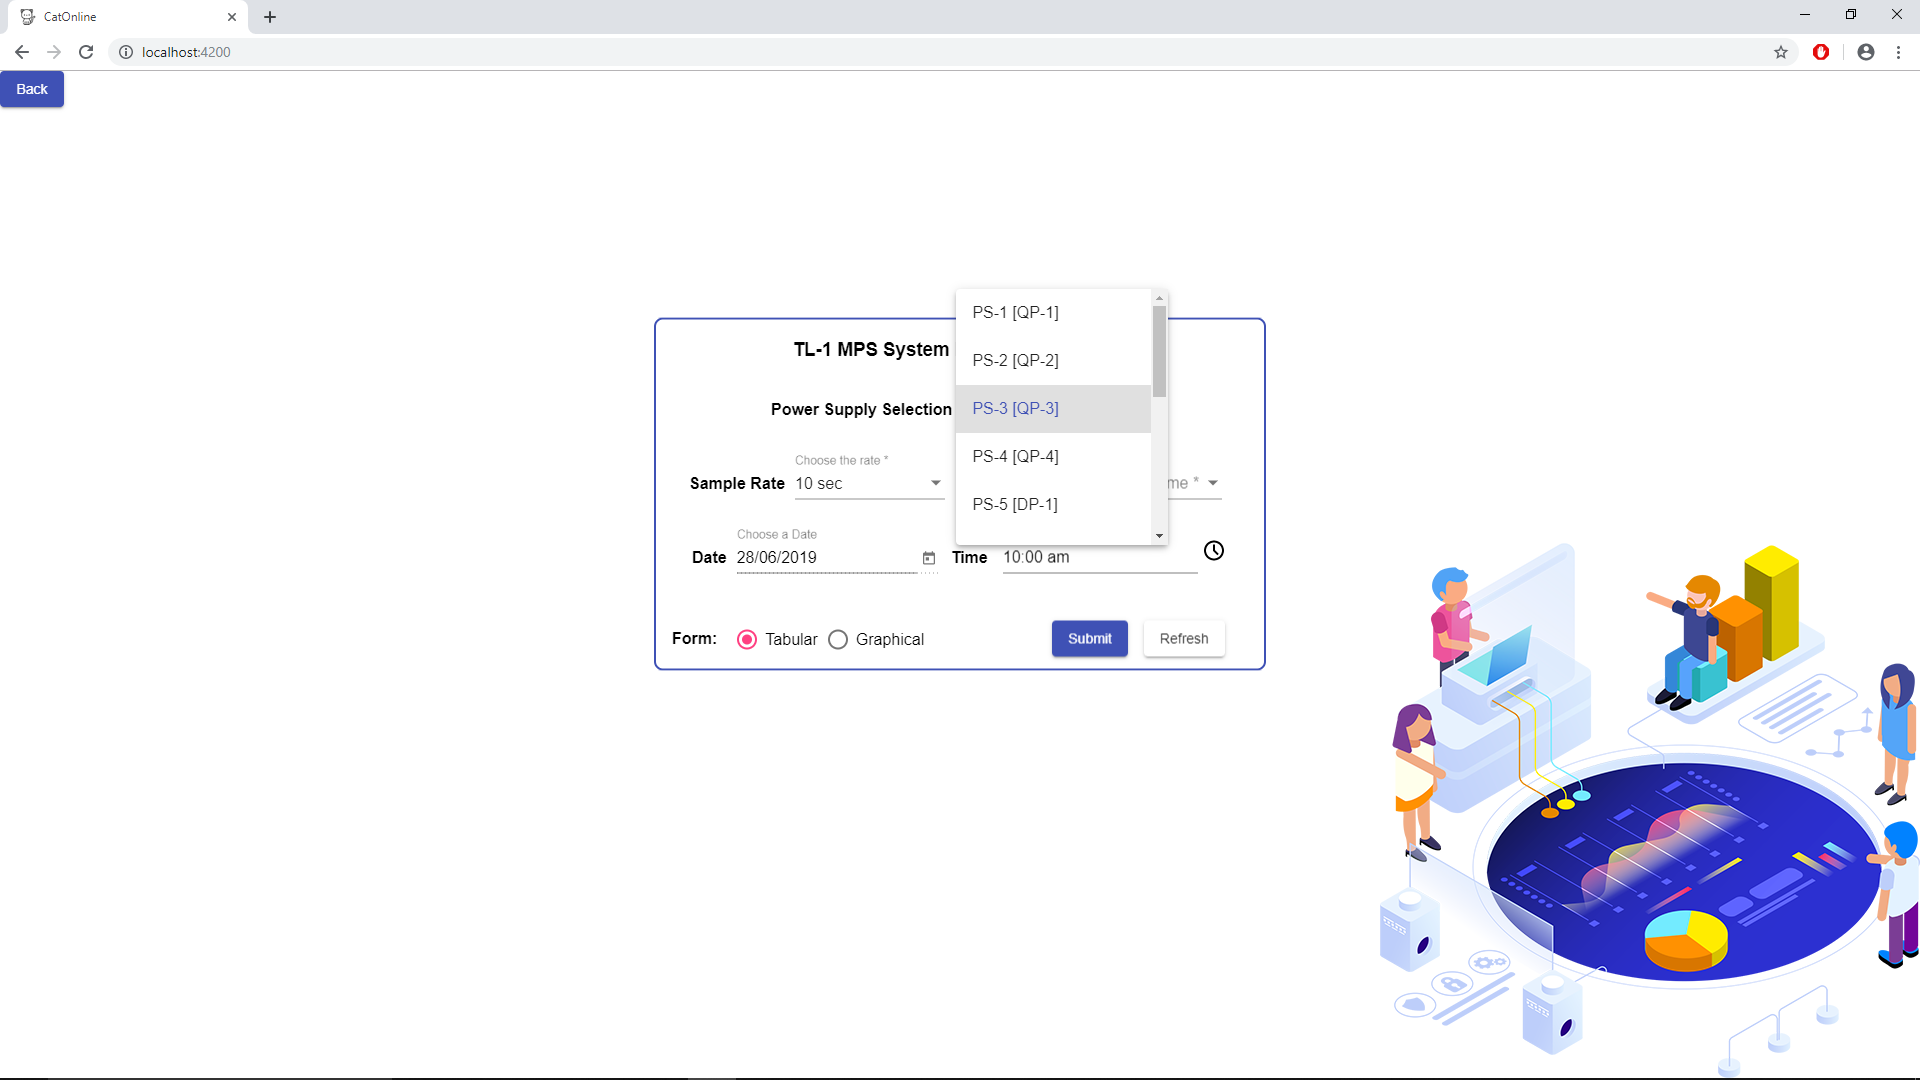 CatOnline
localhost:4200
Back
PS-1 [QP-1]
TL-1 MPS System
PS-2 [QP-2]
Power Supply Selection
PS-3 [QP-3]
Choose the rate *
PS-4 [QP-4]
Sample Rate 10 sec
me *
PS-5 [DP-1]
Choose a Date
Date 28/06/2019 Time 10:00 am
Form: Tabular Graphical Submit Refresh